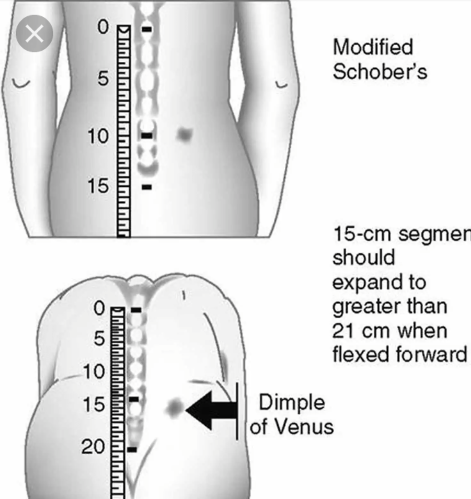 0
5
10
15
Modified
Schober's
15-cm segmen
should
expand to
greater than
21 cm when
flexed forward
0
5
10
15
20
Dimple
of Venus